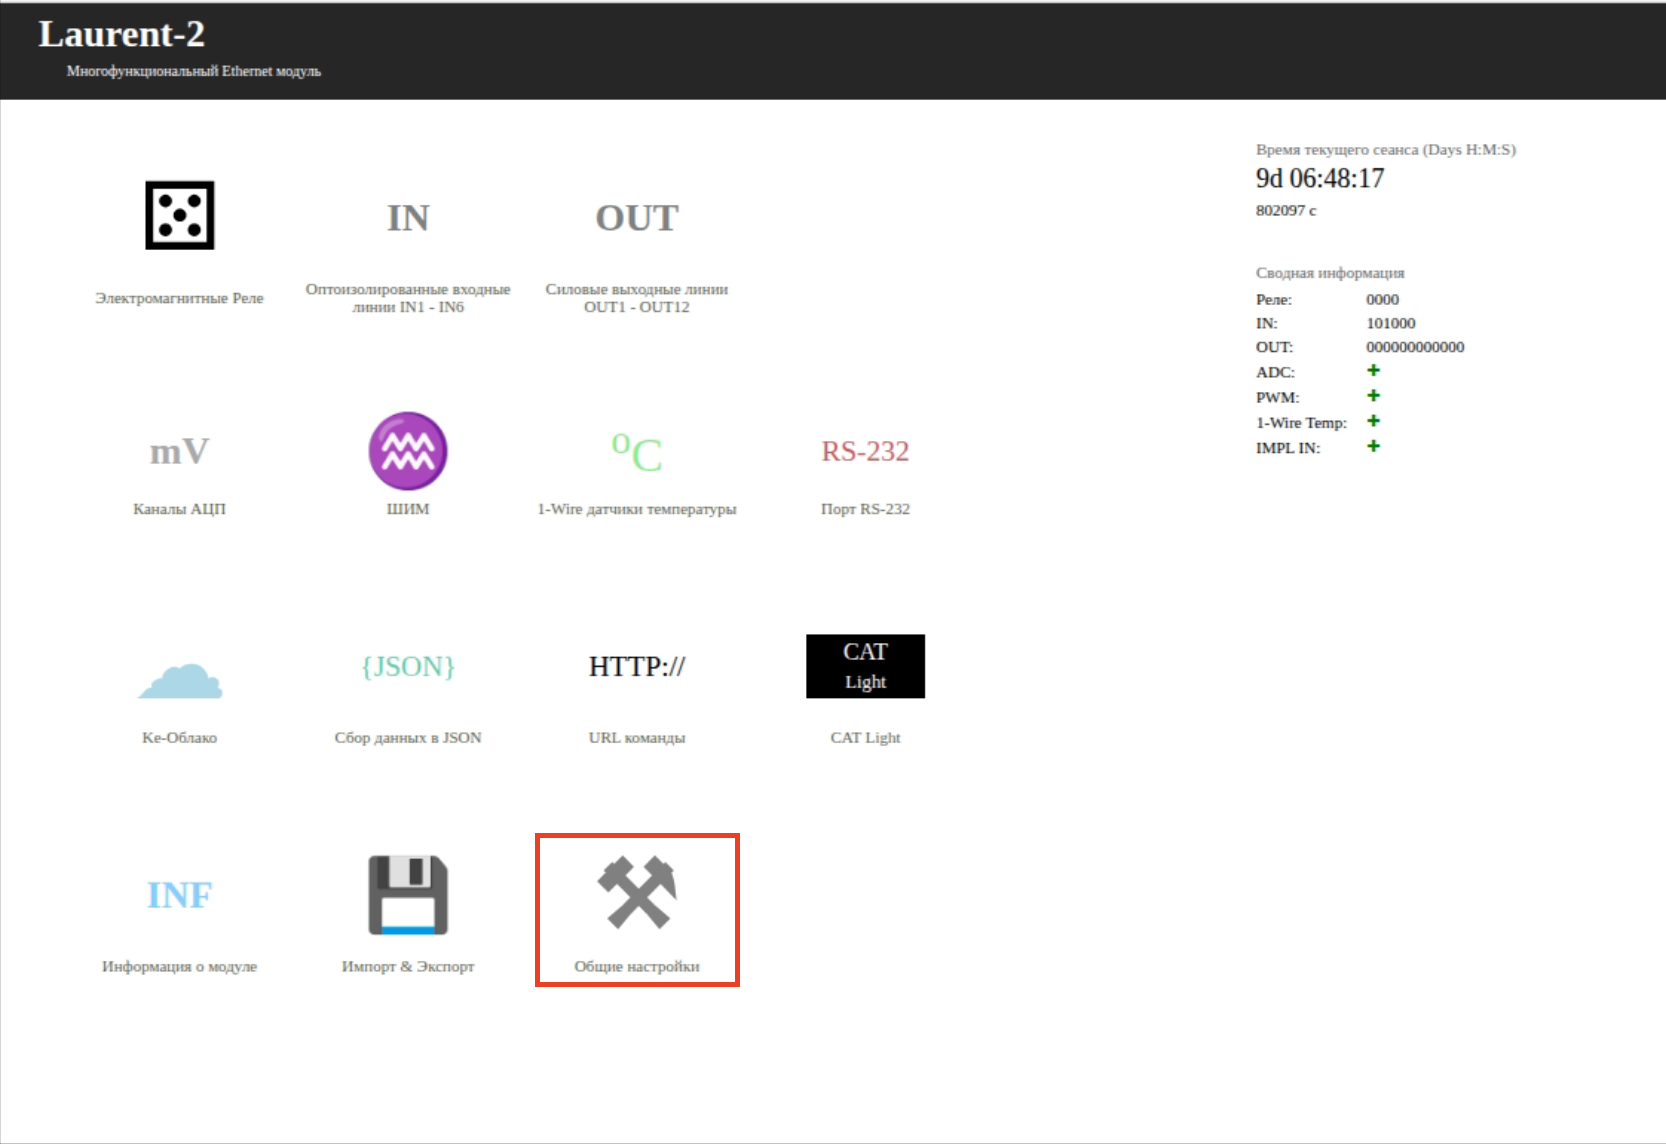 Laurent-2
Многофункциональный Ethernet модуль
Время текущего сеанса (Days H:M:S)
9d 06:48:17
802097 c
Сводная информация
Реле: 0000
IN: 101000
OUT: 000000000000
ADC: +
PWM: +
1-Wire Temp: +
IMPL IN: +
IN
OUT
Электромагнитные Реле
Оптоизолированные входные
линии IN1 - IN6
Силовые выходные линии
OUT1 - OUT12
mV
°C
RS-232
Каналы АЦП
ШИМ
1-Wire датчики температуры
Порт RS-232
{JSON}
HTTP://
CAT
Light
Ке-Облако
Сбор данных в JSON
URL команды
CAT Light
INF
Информация о модуле
Импорт & Экспорт
Общие настройки